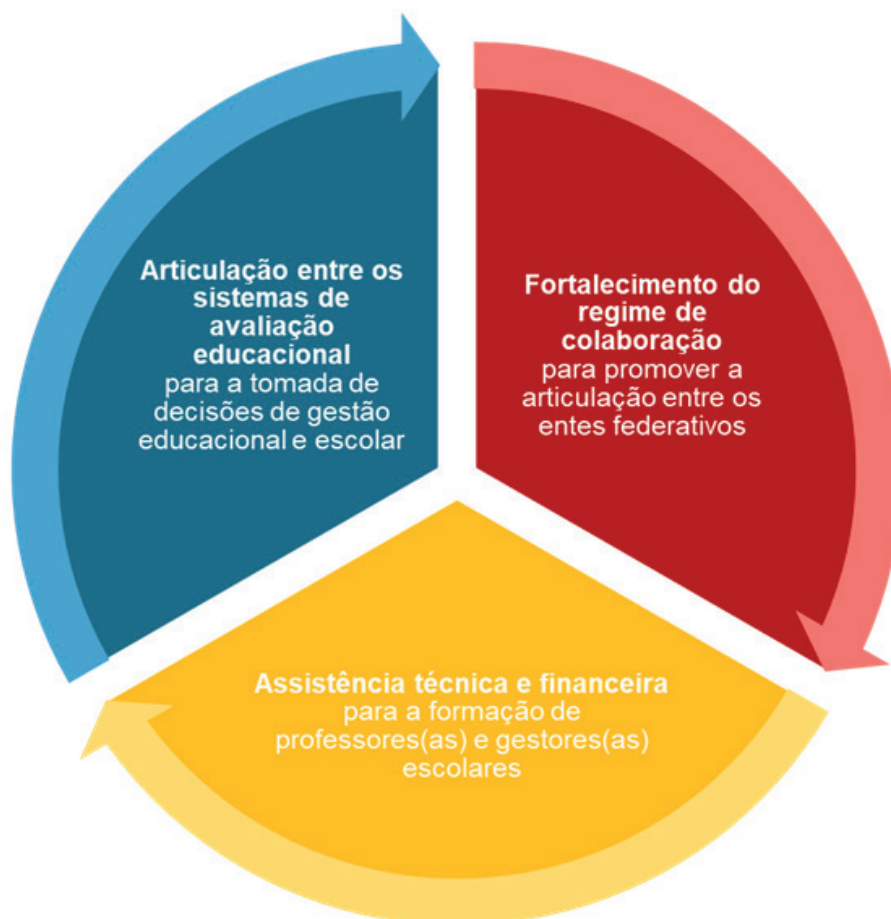 Articulação entre os
sistemas de
avaliação
educacional
para a tomada de
decisões de gestão
educacional e escolar
Fortalecimento do
regime de
colaboração
para promover a
articulação entre os
entes federativos
Assistência técnica e financeira
para a formação de
professores(as) e gestores(as)
escolares